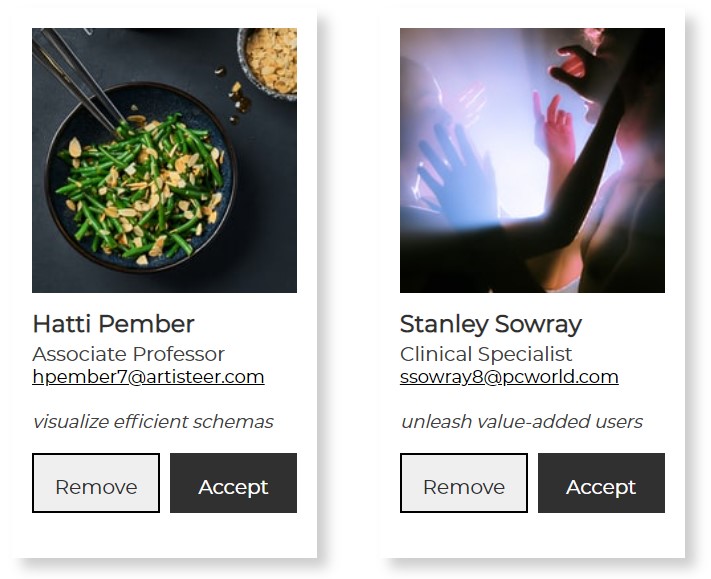 Hatti Pember
Associate Professor
hpember7@artisteer.com
visualize efficient schemas
Remove
Accept
Stanley Sowray
Clinical Specialist
ssowray8@pcworld.com
unleash value-added users
Remove
Accept